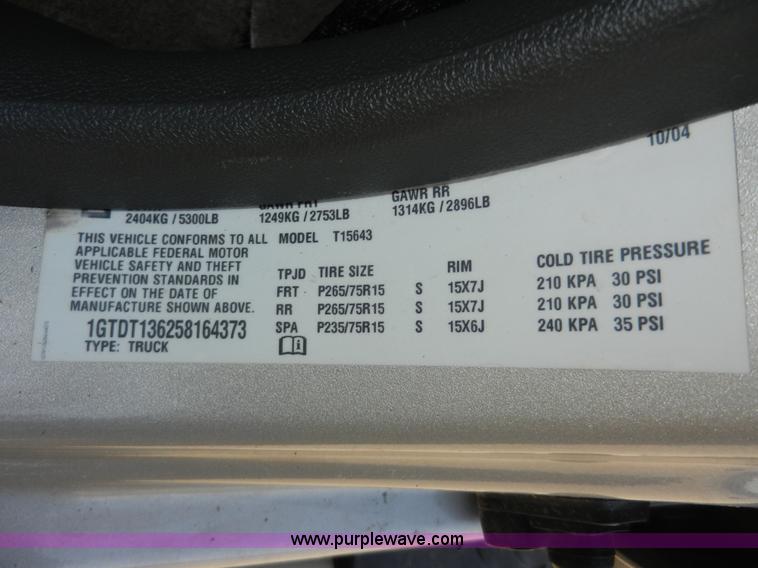 10/04
GAWR FRT GAWR RR
2404KG / 5300LB 1249KG / 2753LB 1314KG / 2896LB
THIS VEHICLE CONFORMS TO ALL MODEL T15643
APPLICABLE FEDERAL MOTOR
VEHICLE SAFETY AND THEFT TPJD TIRE SIZE RIM COLD TIRE PRESSURE
PREVENTION STANDARDS IN FRT P265/75R15 S 15X7J 210 KPA 30 PSI
EFFECT ON THE DATE OF RR P265/75R15 S 15X7J 210 KPA 30 PSI
MANUFACTURE SHOWN ABOVE.
1GTDT136258164373 SPA P235/75R15 S 15X6J 240 KPA 35 PSI
TYPE: TRUCK
www.purplewave.com